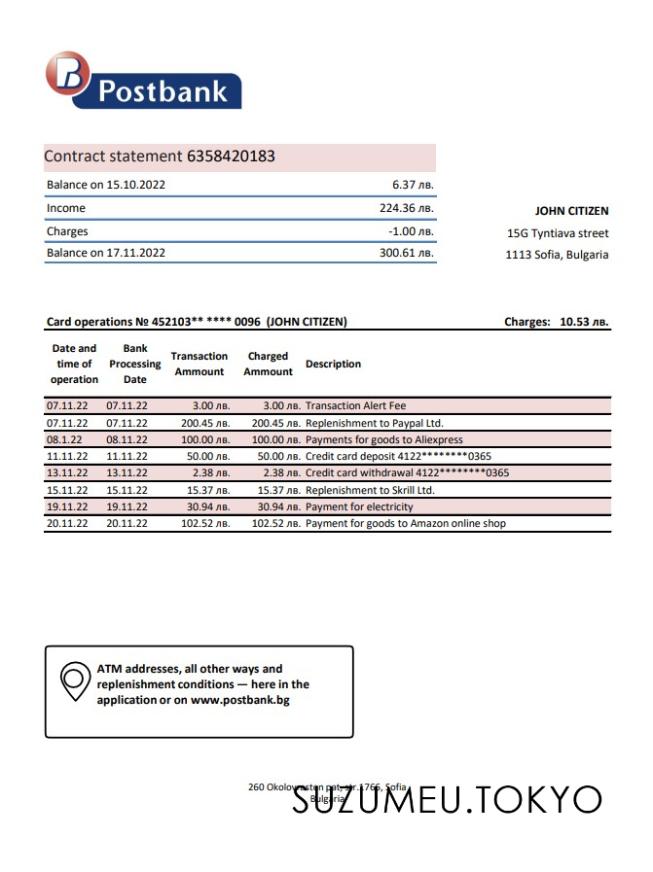 Postbank
Contract statement 6358420183
Balance on 15.10.2022 6.37 лв.
Income 224.36 лв.
Charges -1.00 лв.
Balance on 17.11.2022 300.61 лв.
JOHN CITIZEN
15G Tyntiava street
1113 Sofia, Bulgaria
Card operations № 452103** **** 0096 (JOHN CITIZEN) Charges: 10.53 лв.
Date and time of operation Bank Processing Date Transaction Ammount Charged Ammount Description
07.11.22 07.11.22 3.00 лв. 3.00 лв. Transaction Alert Fee
07.11.22 07.11.22 200.45 лв. 200.45 лв. Replenishment to Paypal Ltd.
08.1.22 08.11.22 100.00 лв. 100.00 лв. Payments for goods to Aliexpress
11.11.22 11.11.22 50.00 лв. 50.00 лв. Credit card deposit 4122********0365
13.11.22 13.11.22 2.38 лв. 2.38 лв. Credit card withdrawal 4122********0365
15.11.22 15.11.22 15.37 лв. 15.37 лв. Replenishment to Skrill Ltd.
19.11.22 19.11.22 30.94 лв. 30.94 лв. Payment for electricity
20.11.22 20.11.22 102.52 лв. 102.52 лв. Payment for goods to Amazon online shop
ATM addresses, all other ways and
replenishment conditions — here in the
application or on www.postbank.bg
260 1766, Sofia
Bulgaria
SUZUMEU.TOKYO